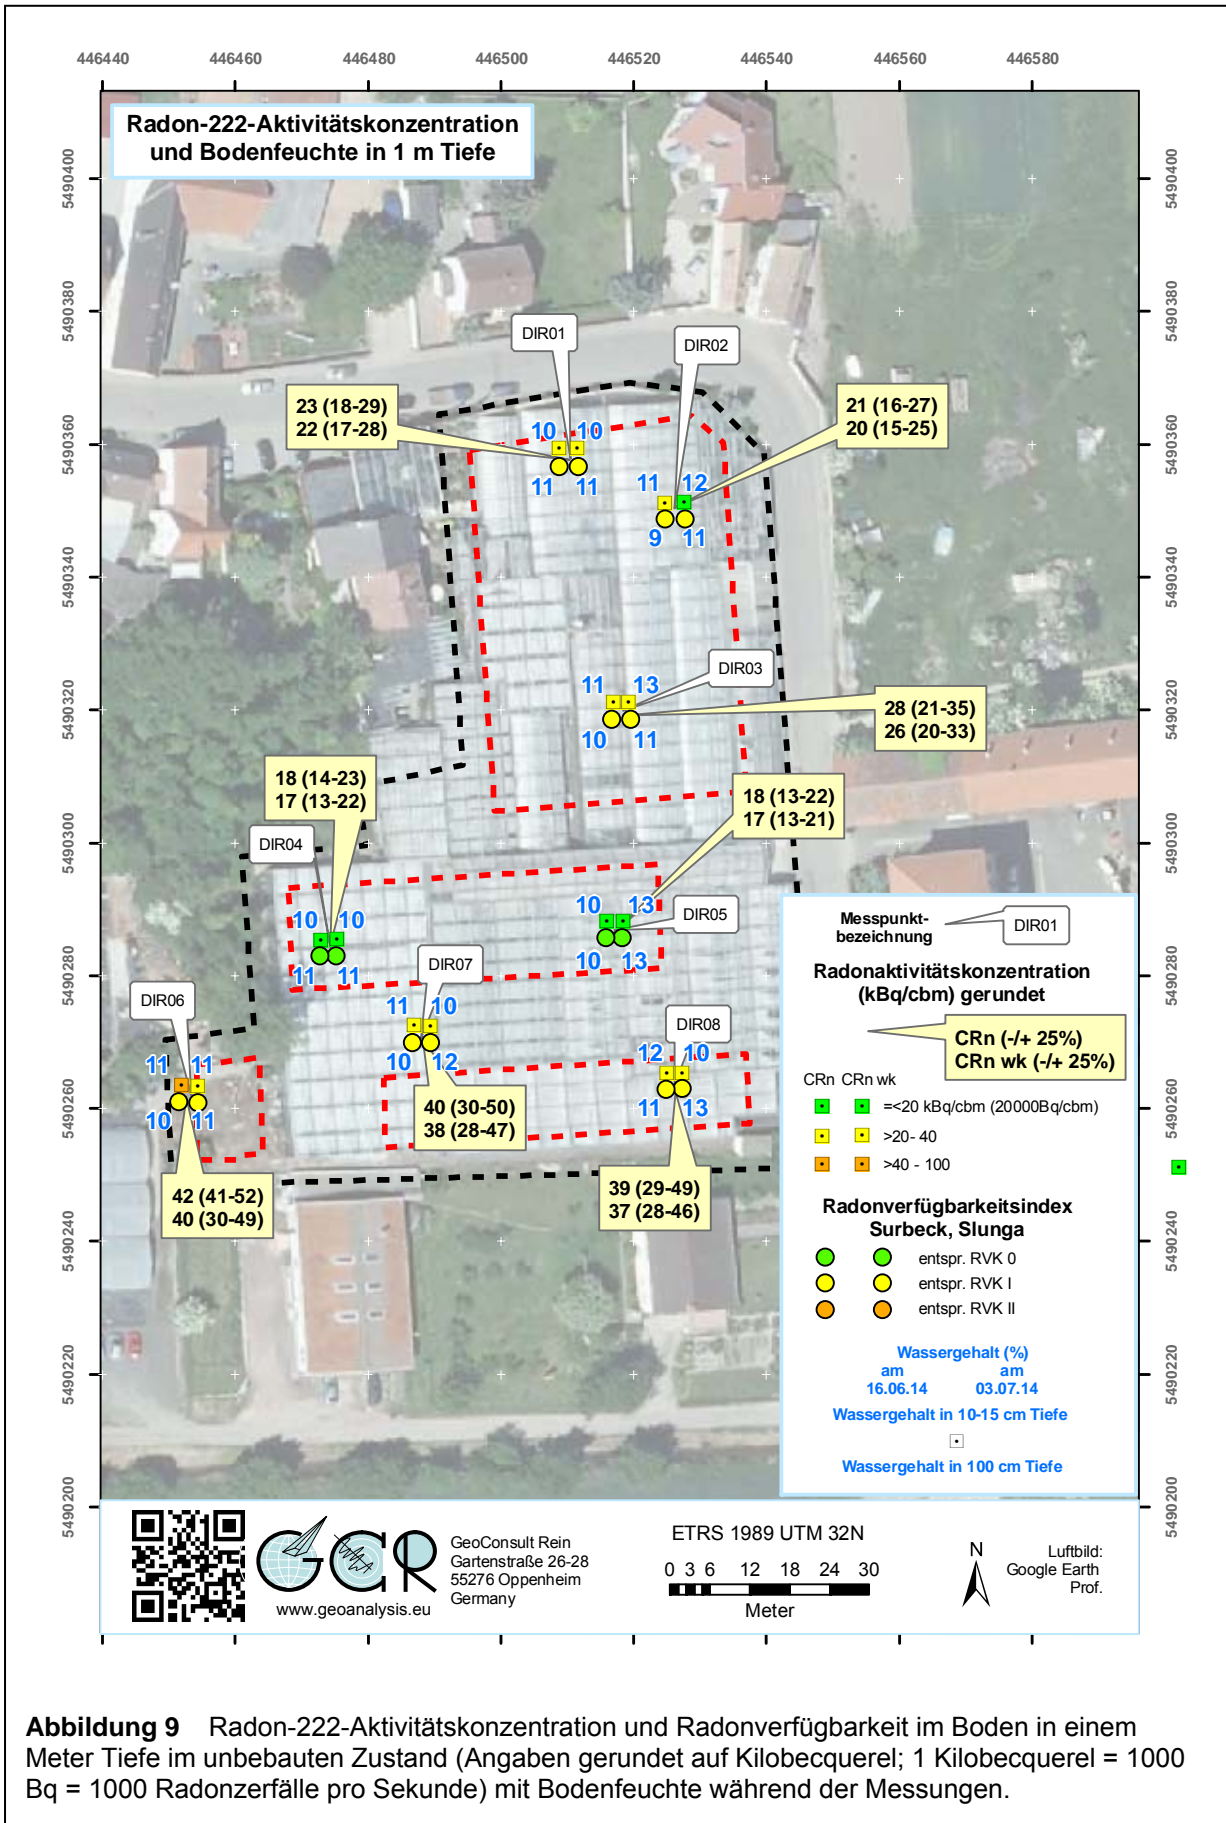 446440 446460 446480 446500 446520 446540 446560 446580
Radon-222-Aktivitätskonzentration
und Bodenfeuchte in 1 m Tiefe
5490400 5490400
5490380 5490380
DIR01
DIR02
23 (18-29)
22 (17-28)
21 (16-27)
20 (15-25)
10 10
11 11
5490360 5490360
11 12
9 11
5490340 5490340
DIR03
11 13
10 11
28 (21-35)
26 (20-33)
5490320 5490320
18 (14-23)
17 (13-22)
18 (13-22)
17 (13-21)
5490300 5490300
DIR04
10 10
11 11
10 13
10 13
DIR05
5490280 5490280
DIR07
11 10
10 12
DIR06
11 11
10 11
DIR08
12 10
11 13
5490260 5490260
40 (30-50)
38 (28-47)
42 (41-52)
40 (30-49)
39 (29-49)
37 (28-46)
5490240 5490240
5490220 5490220
5490200 5490200
Messpunkt-
bezeichnung
DIR01
Radonaktivitätskonzentration
(kBq/cbm) gerundet
CRn (-/+ 25%)
CRn wk (-/+ 25%)
CRn CRn wk
=<20 kBq/cbm (20000Bq/cbm)
>20- 40
>40 - 100
Radonverfügbarkeitsindex
Surbeck, Slunga
entspr. RVK 0
entspr. RVK I
entspr. RVK II
Wassergehalt (%)
am am
16.06.14 03.07.14
Wassergehalt in 10-15 cm Tiefe
Wassergehalt in 100 cm Tiefe
GCR
www.geoanalysis.eu
GeoConsult Rein
Gartenstraße 26-28
55276 Oppenheim
Germany
ETRS 1989 UTM 32N
0 3 6 12 18 24 30
Meter
N
Luftbild:
Google Earth
Prof.
Abbildung 9 Radon-222-Aktivitätskonzentration und Radonverfügbarkeit im Boden in einem
Meter Tiefe im unbebauten Zustand (Angaben gerundet auf Kilobecquerel; 1 Kilobecquerel = 1000
Bq = 1000 Radonzerfälle pro Sekunde) mit Bodenfeuchte während der Messungen.